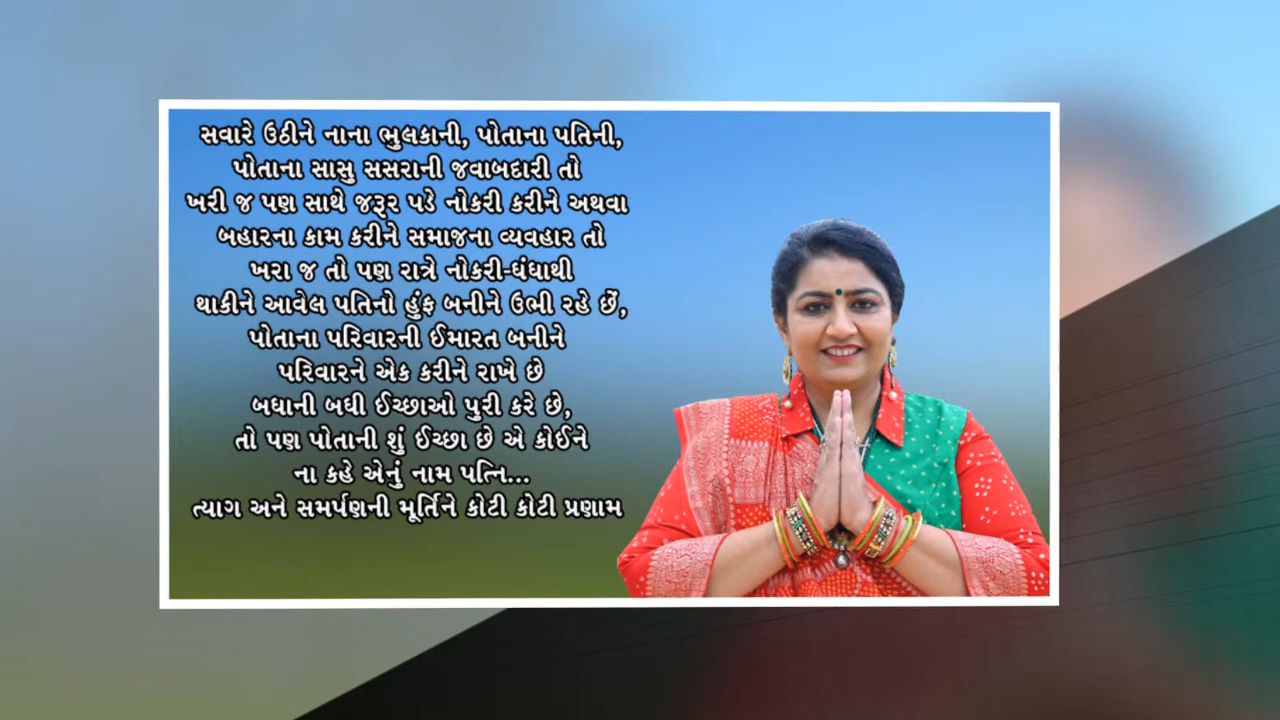 સવારે ઉઠીને નાના ભુલકાની, પોતાના પતિની,
પોતાના સાસુ સસરાની જવાબદારી તો
ખરી જ પણ સાથે જરૂર પડે નોકરી કરીને અથવા
બહારના કામ કરીને સમાજના વ્યવહાર તો
ખરા જ તો પણ રાત્રે નોકરી-ધંધાથી
થાકીને આવેલ પતિનો હુંફ બનીને ઉભી રહે છેં,
પોતાના પરિવારની ઈમારત બનીને
પરિવારને એક કરીને રાખે છે
બધાની બધી ઈચ્છાઓ પુરી કરે છે,
તો પણ પોતાની શું ઈચ્છા છે એ કોઈને
ના કહે એનું નામ પત્નિ...
ત્યાગ અને સમર્પણની મૂર્તિને કોટી કોટી પ્રણામ